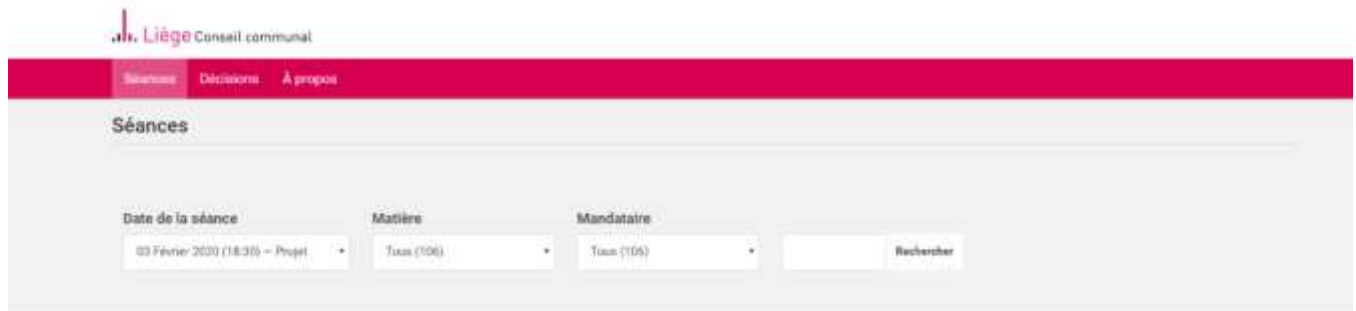 Liège Conseil communal
Séances Décisions À propos
Séances
Date de la séance Matière Mandataire
03 Février 2020 (18:30) — Projet Tous (106) Tous (106) Rechercher